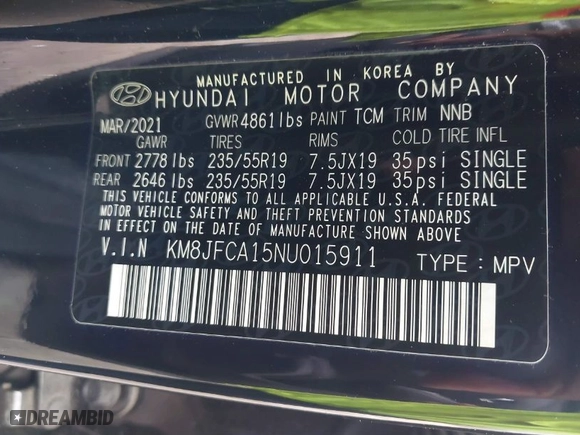 MANUFACTURED IN KOREA BY
HYUNDAI MOTOR COMPANY
MAR/2021 GVWR 4861 lbs PAINT TCM TRIM NNB
GAWR TIRES RIMS COLD TIRE INFL
FRONT 2778 lbs 235/55R19 7.5JX19 35psi SINGLE
REAR 2646 lbs 235/55R19 7.5JX19 35psi SINGLE
THIS VEHICLE CONFORMS TO ALL APPLICABLE U.S.A. FEDERAL
MOTOR VEHICLE SAFETY AND THEFT PREVENTION STANDARDS
IN EFFECT ON THE DATE OF MANUFACTURE SHOWN ABOVE
V.I.N KM8JFCA15NU015911 TYPE : MPV
DREAMBID